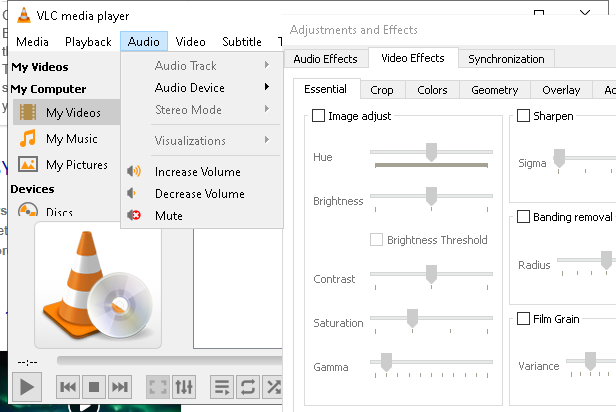 VLC media player
Media Playback Audio Video Subtitle
My Videos
My Computer
My Videos
My Music
My Pictures
Devices
Discs
Audio Track
Audio Device
Stereo Mode
Visualizations
Increase Volume
Decrease Volume
Mute
--:--
Adjustments and Effects
Audio Effects Video Effects Synchronization
Essential Crop Colors Geometry Overlay
Image adjust
Hue
Brightness
Brightness Threshold
Contrast
Saturation
Gamma
Sharpen
Sigma
Banding removal
Radius
Film Grain
Variance